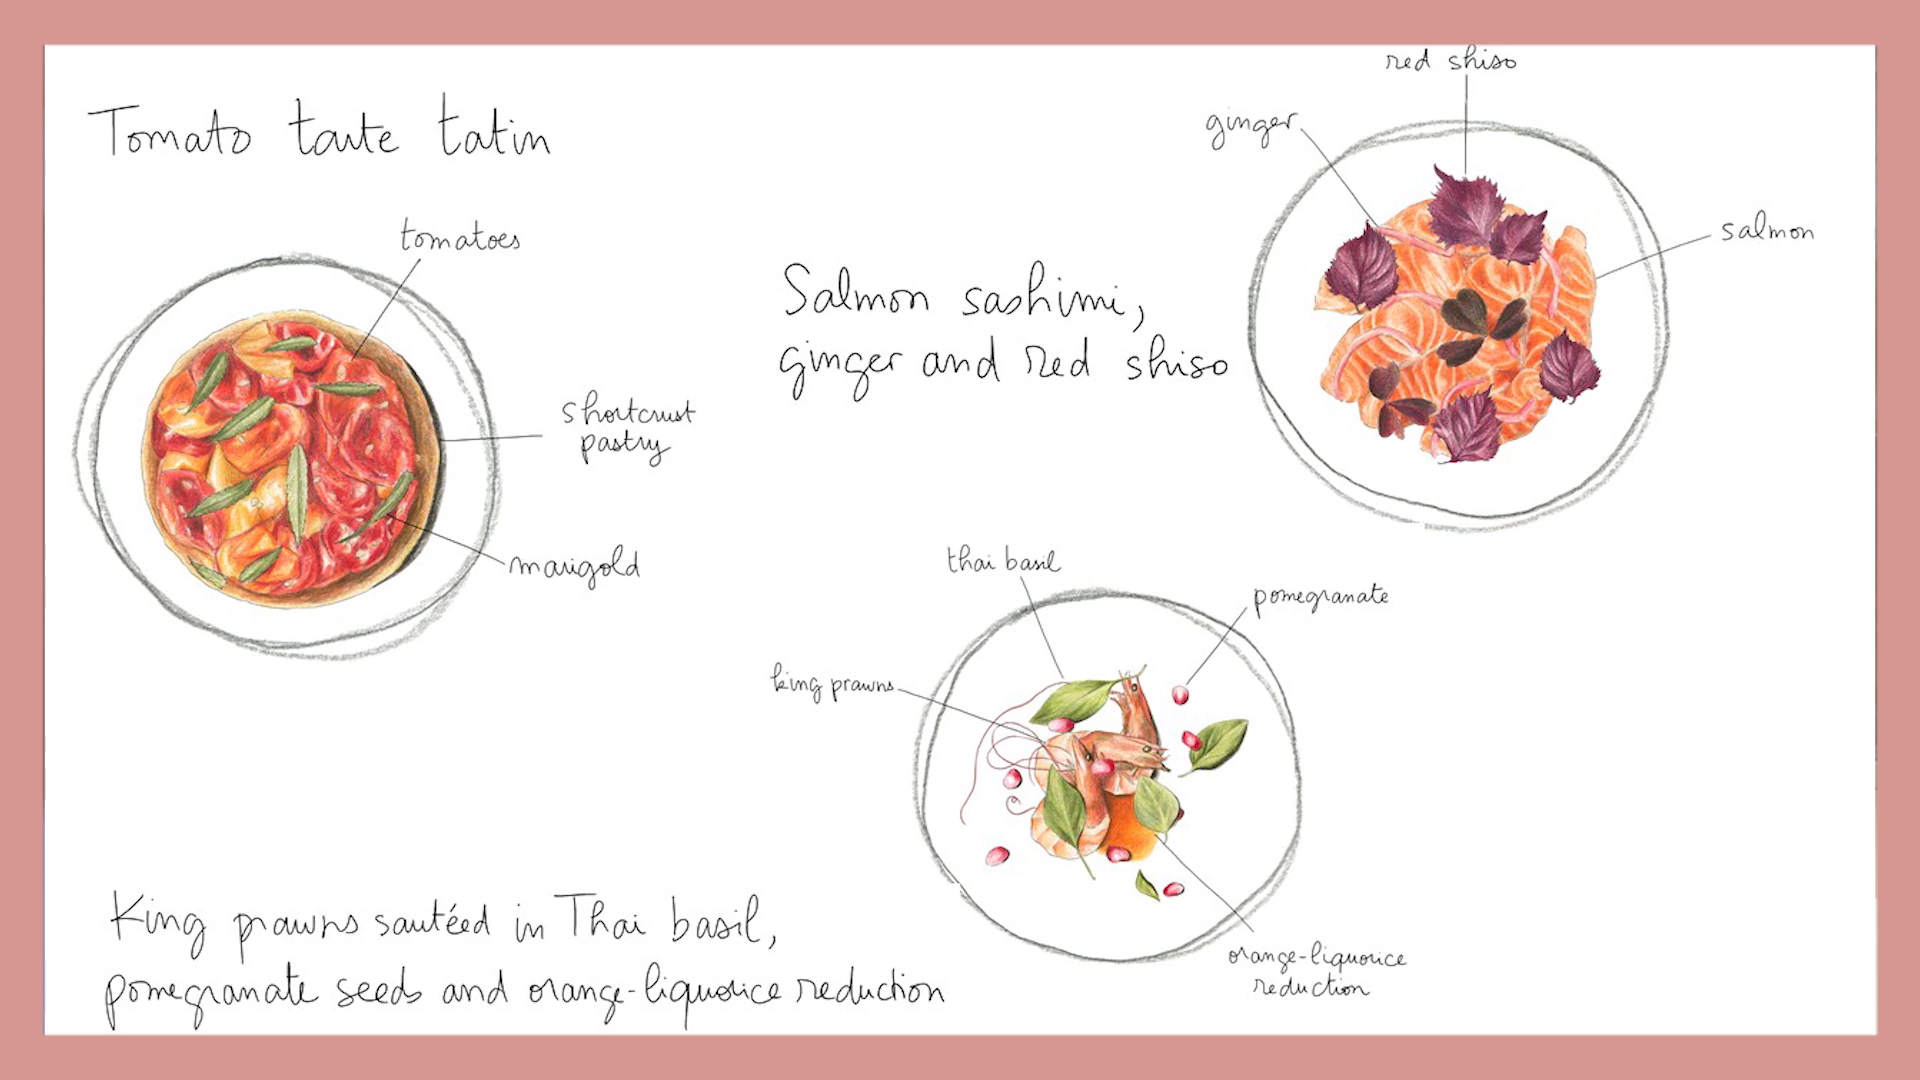 Tomato tarte tatin
tomatoes
shortcrust
pastry
marigold
red shiso
ginger
salmon
Salmon sashimi,
ginger and red shiso
thai basil
pomegranate
king prawns
orange-liquorice
reduction
King prawns sautéed in Thai basil,
pomegranate seeds and orange-liquorice reduction